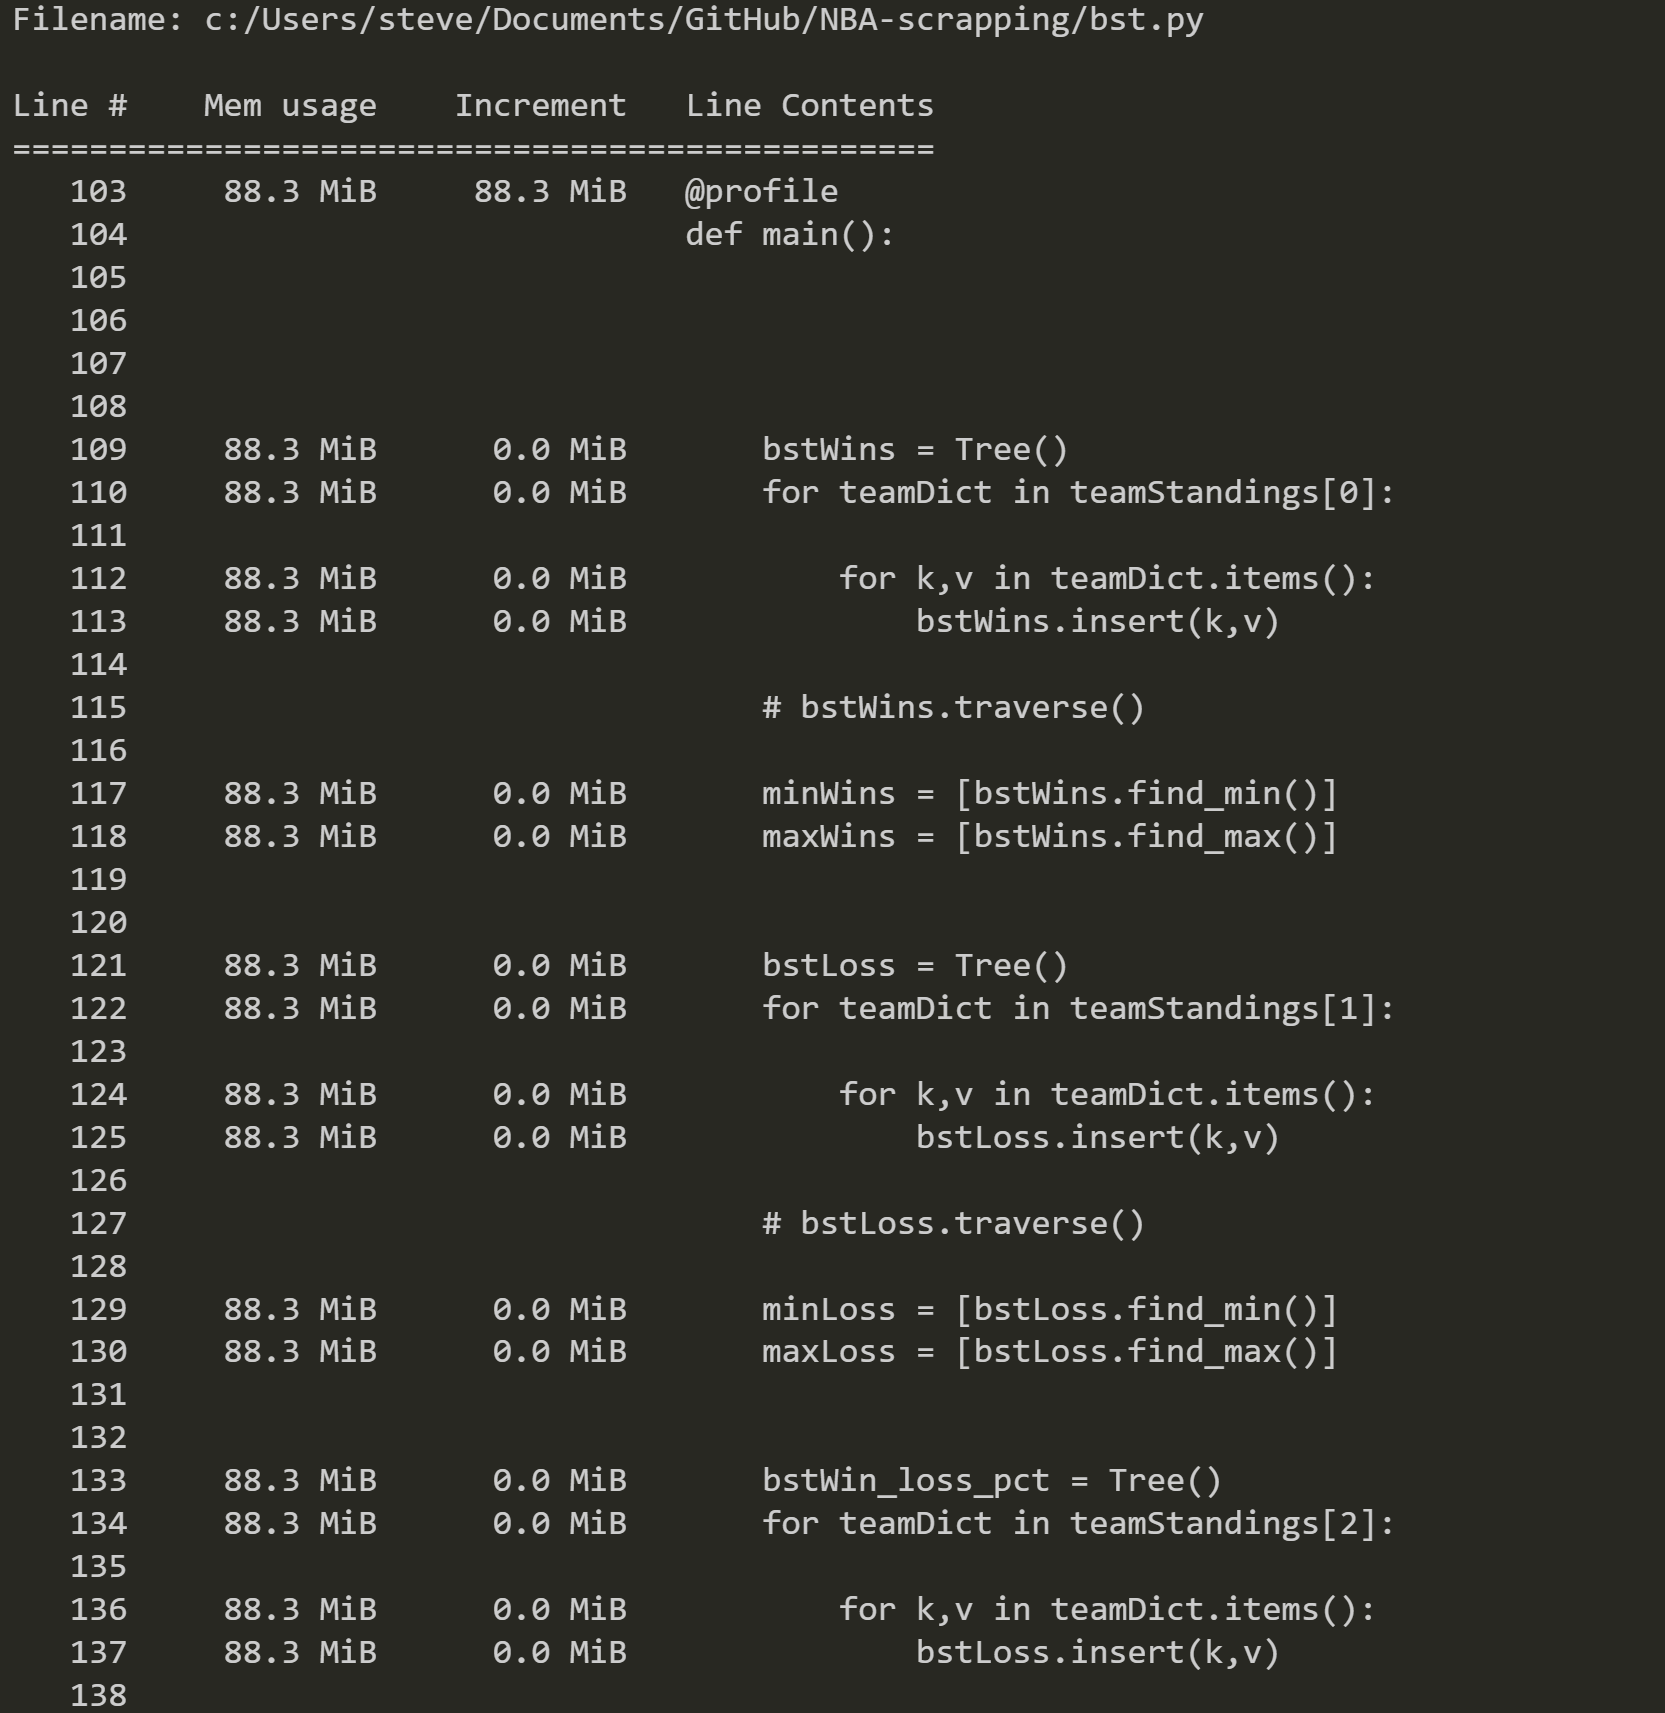 Filename: c:/Users/steve/Documents/GitHub/NBA-scrapping/bst.py
Line #    Mem usage    Increment   Line Contents
================================================
   103     88.3 MiB     88.3 MiB   @profile
   104                             def main():
   105
   106
   107
   108
   109     88.3 MiB      0.0 MiB       bstWins = Tree()
   110     88.3 MiB      0.0 MiB       for teamDict in teamStandings[0]:
   111
   112     88.3 MiB      0.0 MiB           for k,v in teamDict.items():
   113     88.3 MiB      0.0 MiB               bstWins.insert(k,v)
   114
   115                                 # bstWins.traverse()
   116
   117     88.3 MiB      0.0 MiB       minWins = [bstWins.find_min()]
   118     88.3 MiB      0.0 MiB       maxWins = [bstWins.find_max()]
   119
   120
   121     88.3 MiB      0.0 MiB       bstLoss = Tree()
   122     88.3 MiB      0.0 MiB       for teamDict in teamStandings[1]:
   123
   124     88.3 MiB      0.0 MiB           for k,v in teamDict.items():
   125     88.3 MiB      0.0 MiB               bstLoss.insert(k,v)
   126
   127                                 # bstLoss.traverse()
   128
   129     88.3 MiB      0.0 MiB       minLoss = [bstLoss.find_min()]
   130     88.3 MiB      0.0 MiB       maxLoss = [bstLoss.find_max()]
   131
   132
   133     88.3 MiB      0.0 MiB       bstWin_loss_pct = Tree()
   134     88.3 MiB      0.0 MiB       for teamDict in teamStandings[2]:
   135
   136     88.3 MiB      0.0 MiB           for k,v in teamDict.items():
   137     88.3 MiB      0.0 MiB               bstLoss.insert(k,v)
   138